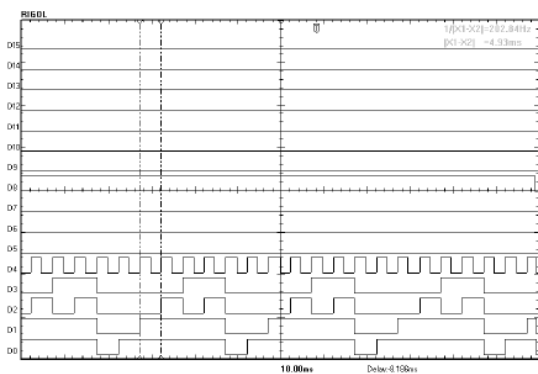 RIGOL
1/|X1-X2|=202.84Hz
|X1-X2| =4.93ms
D15
D14
D13
D12
D11
D10
D9
D8
D7
D6
D5
D4
D3
D2
D1
D0
10.00ms Delay:-8.186ms